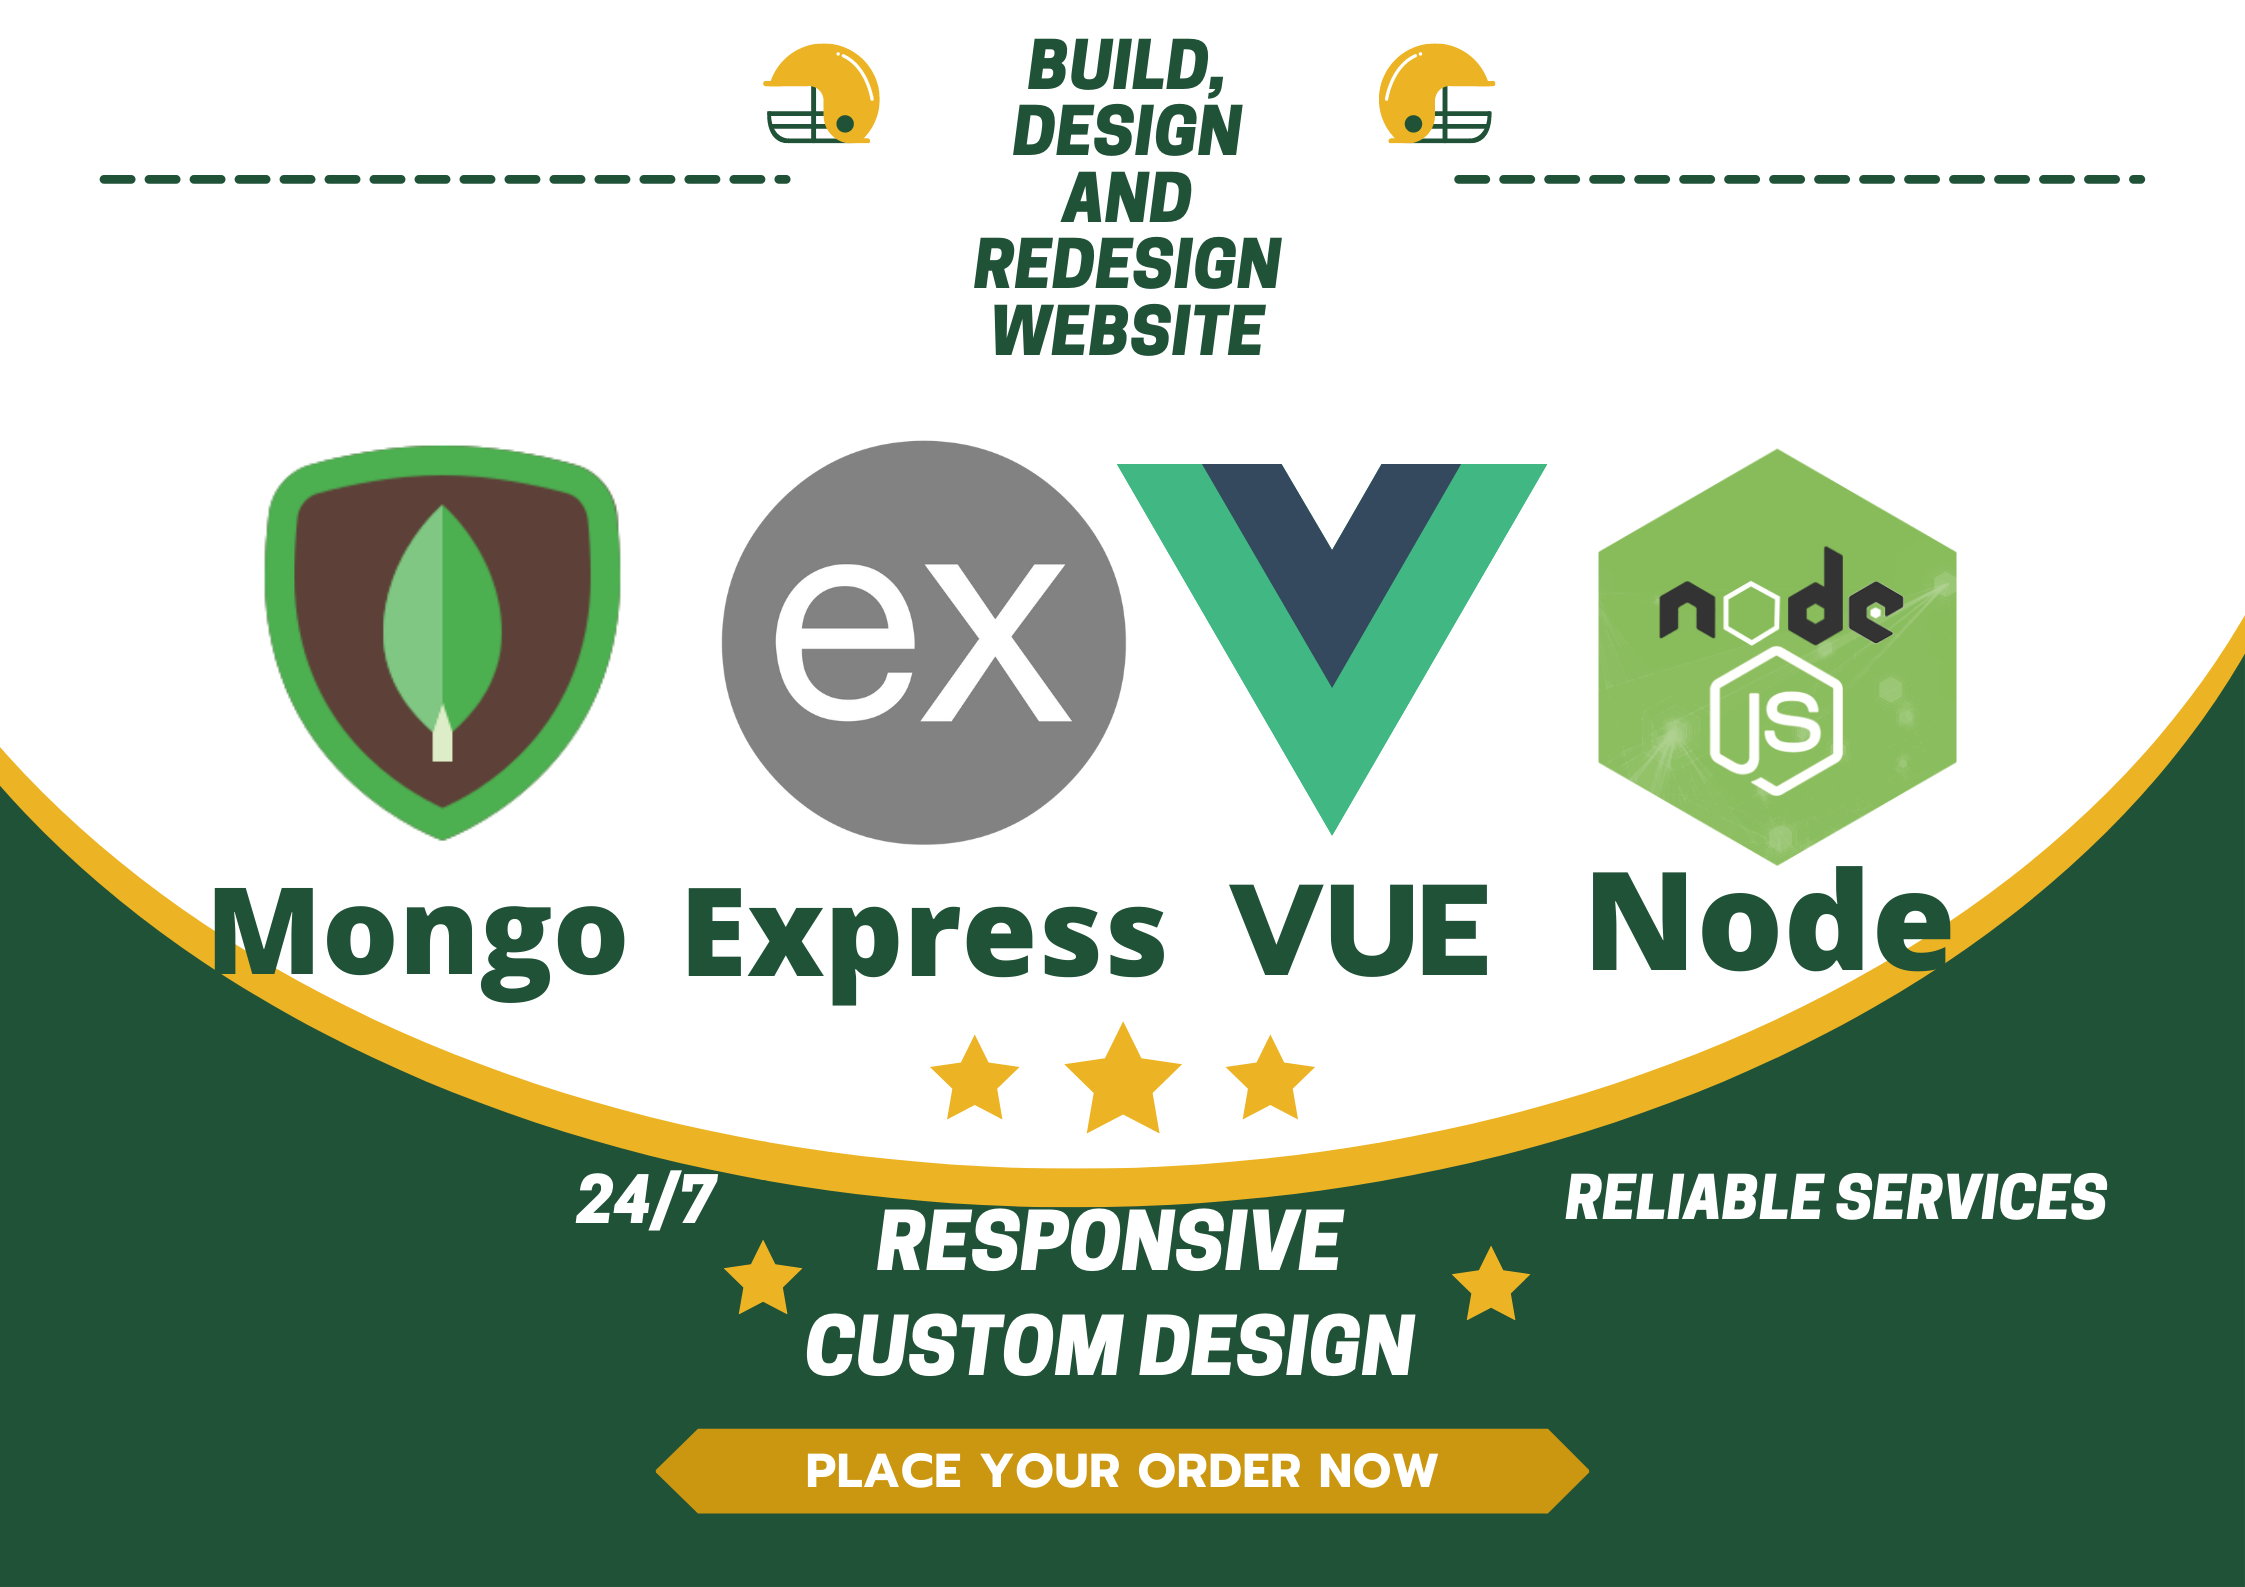 BUILD,
DESIGN
AND
REDESIGN
WEBSITE
ex
node
JS
Mongo Express VUE Node
24/7
RELIABLE SERVICES
RESPONSIVE
CUSTOM DESIGN
PLACE YOUR ORDER NOW